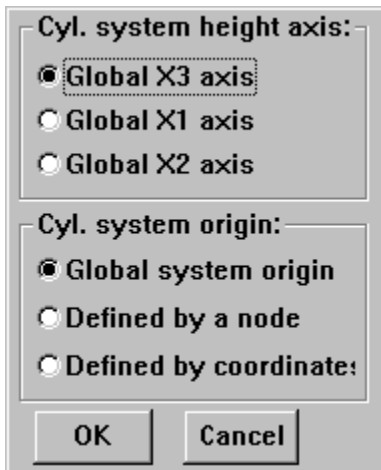 Cyl. system height axis:
Global X3 axis
Global X1 axis
Global X2 axis
Cyl. system origin:
Global system origin
Defined by a node
Defined by coordinates
OK Cancel